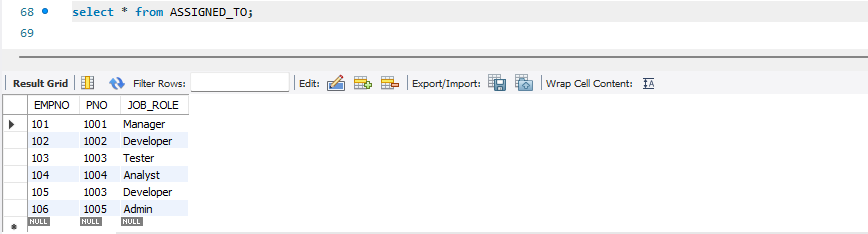 68 select * from ASSIGNED_TO;
69
Result Grid Filter Rows: Edit: Export/Import: Wrap Cell Content: IA
EMPNO PNO JOB_ROLE
101 1001 Manager
102 1002 Developer
103 1003 Tester
104 1004 Analyst
105 1003 Developer
106 1005 Admin
NULL NULL NULL